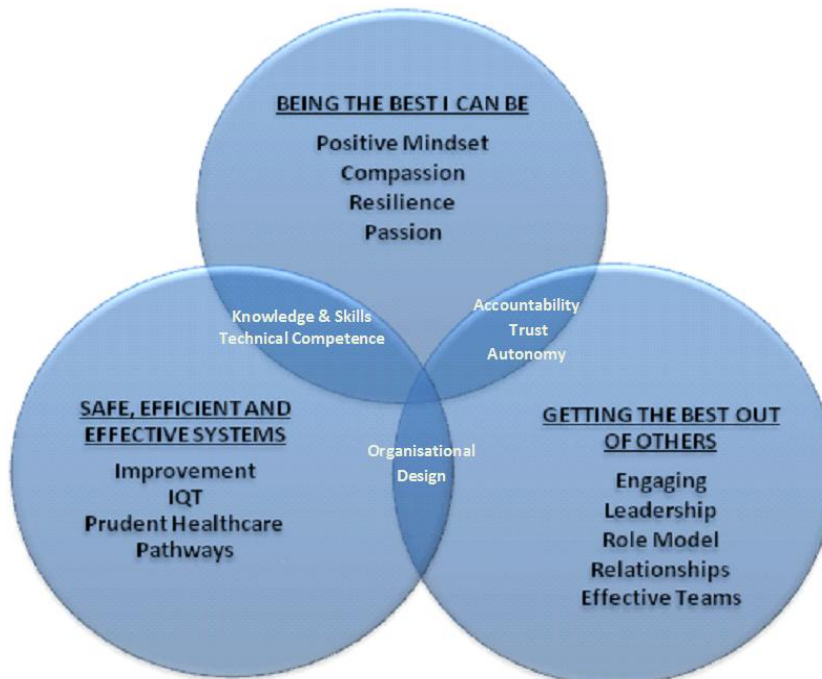 BEING THE BEST I CAN BE
Positive Mindset
Compassion
Resilience
Passion
Knowledge & Skills
Technical Competence
Accountability
Trust
Autonomy
SAFE, EFFICIENT AND
EFFECTIVE SYSTEMS
Improvement
IQT
Prudent Healthcare
Pathways
Organisational
Design
GETTING THE BEST OUT
OF OTHERS
Engaging
Leadership
Role Model
Relationships
Effective Teams